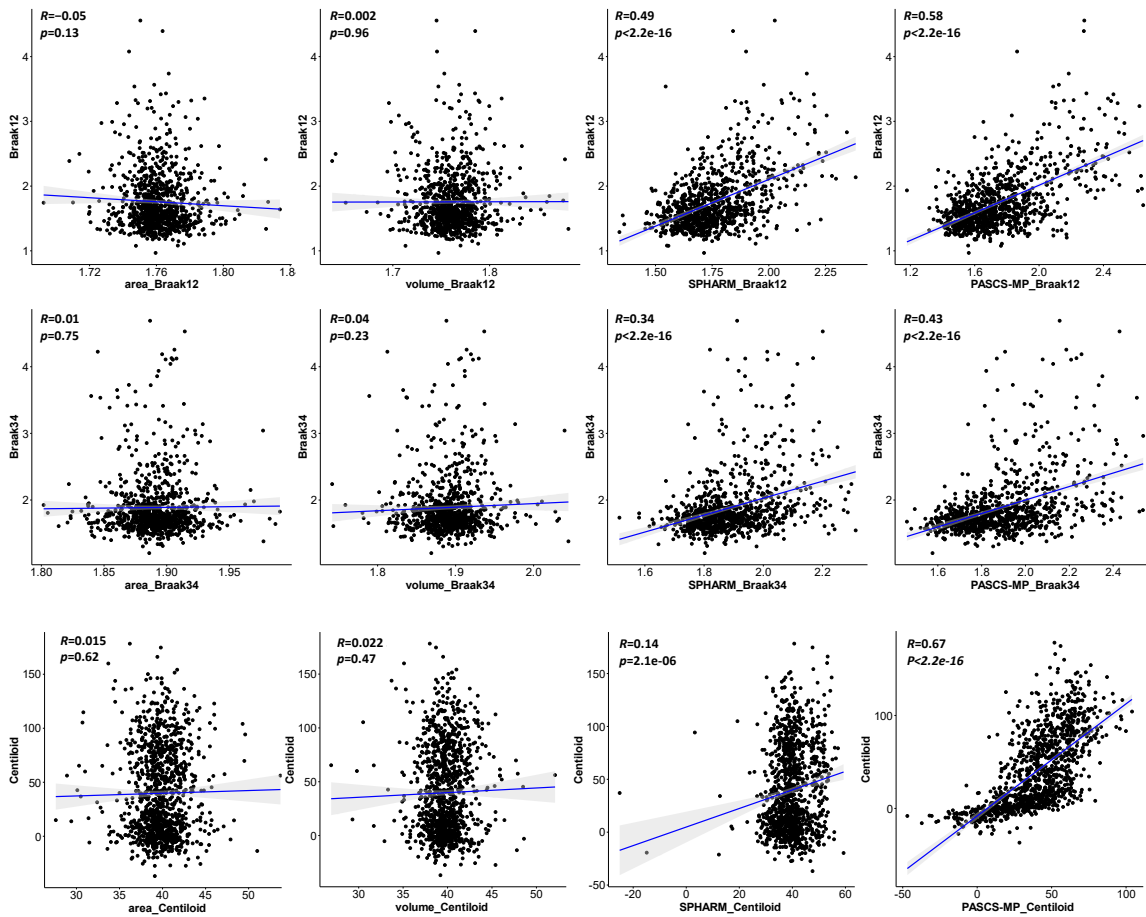 R=−0.05
p=0.13
4
3
2
1
Braak12
1.72
1.76
1.80
1.8
area_Braak12
R=0.002
p=0.96
4
3
2
1
Braak12
1.7
1.8
volume_Braak12
R=0.49
p<2.2e-16
4
3
2
1
Braak12
1.50
1.75
2.00
2.25
SPHARM_Braak12
R=0.58
p<2.2e-16
4
3
2
1
Braak12
1.2
1.6
2.0
2.4
PASCS-MP_Braak12
R=0.01
p=0.75
4
3
2
Braak34
1.80
1.85
1.90
1.95
area_Braak34
R=0.04
p=0.23
4
3
2
Braak34
1.8
1.9
2.0
volume_Braak34
R=0.34
p<2.2e-16
4
3
2
Braak34
1.6
1.8
2.0
2.2
SPHARM_Braak34
R=0.43
p<2.2e-16
4
3
2
Braak34
1.6
1.8
2.0
2.2
2.4
PASCS-MP_Braak34
R=0.015
p=0.62
150
100
50
0
Centiloid
30
35
40
45
50
area_Centiloid
R=0.022
p=0.47
150
100
50
0
Centiloid
30
35
40
45
50
volume_Centiloid
R=0.14
p=2.1e-06
150
100
50
0
-50
Centiloid
-20
0
20
40
60
SPHARM_Centiloid
R=0.67
P<2.2e-16
100
0
Centiloid
-50
0
50
100
PASCS-MP_Centiloid